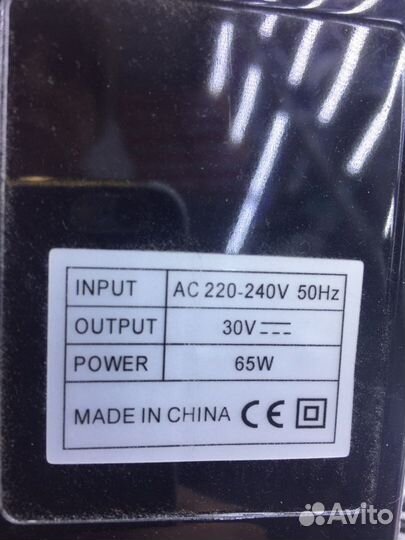 INPUT AC 220-240V 50Hz
OUTPUT 30V ⎓
POWER 65W
MADE IN CHINA CE
Avito